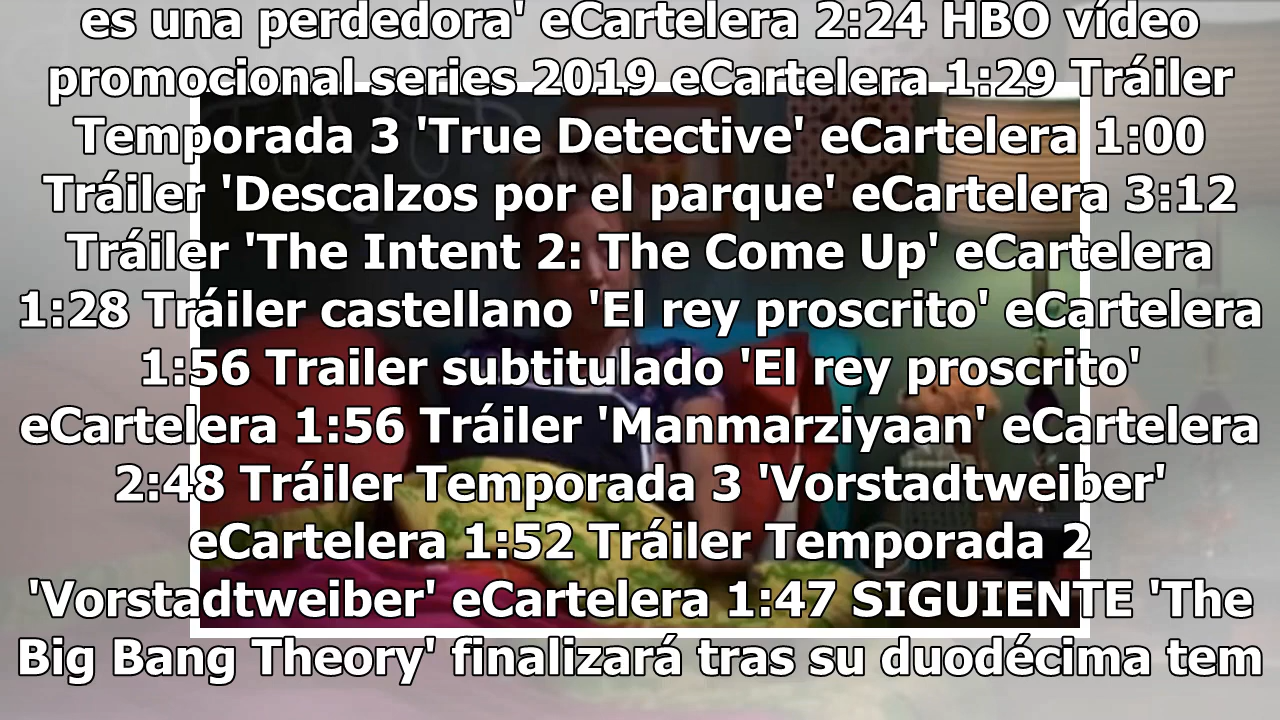 es una perdedora' eCartelera 2:24 HBO vídeo
promocional series 2019 eCartelera 1:29 Tráiler
Temporada 3 'True Detective' eCartelera 1:00
Tráiler 'Descalzos por el parque' eCartelera 3:12
Tráiler 'The Intent 2: The Come Up' eCartelera
1:28 Tráiler castellano 'El rey proscrito' eCartelera
1:56 Trailer subtitulado 'El rey proscrito'
eCartelera 1:56 Tráiler 'Manmarziyaan' eCartelera
2:48 Tráiler Temporada 3 'Vorstadtweiber'
eCartelera 1:52 Tráiler Temporada 2
'Vorstadtweiber' eCartelera 1:47 SIGUIENTE 'The
Big Bang Theory' finalizará tras su duodécima tem